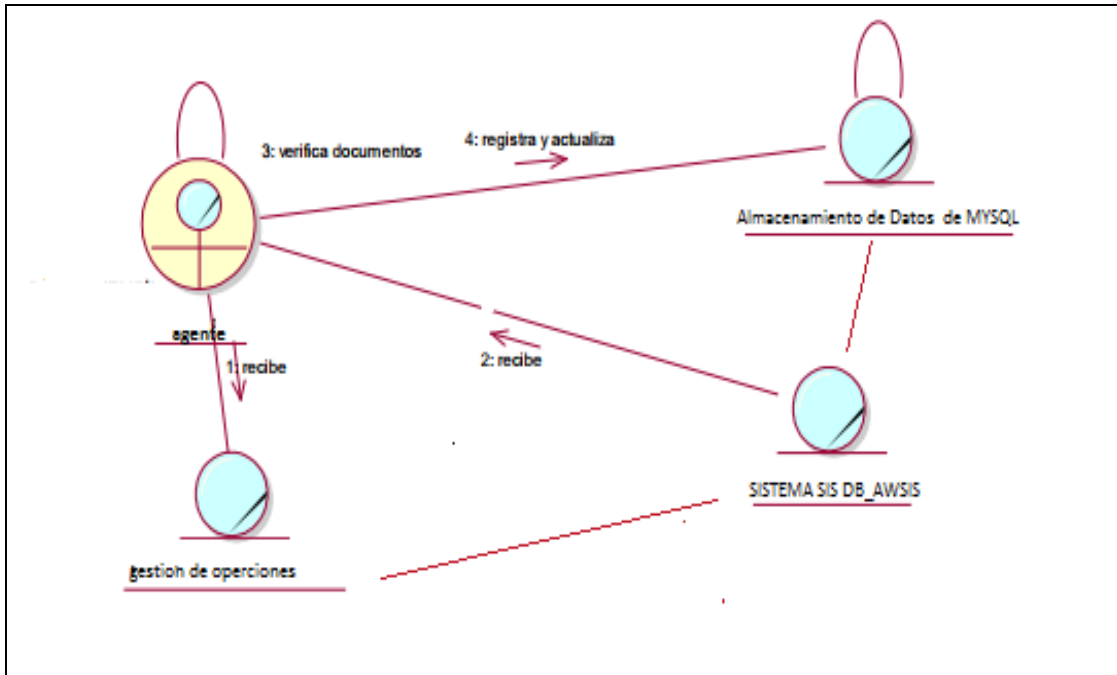 3: verifica documentos
4: registra y actualiza
Almacenamiento de Datos de MYSQL
agente
1: recibe
2: recibe
SISTEMA SIS DB_AWSIS
gestion de operciones